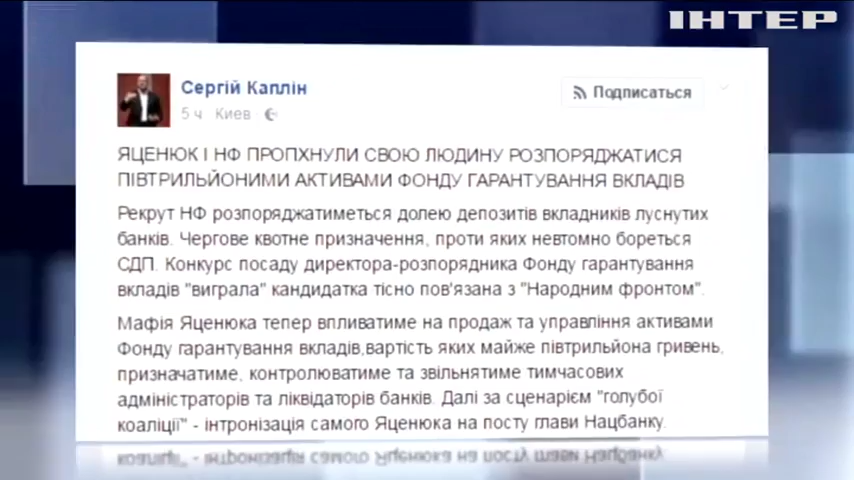 ІНТЕР
Сергій Каплін
5 ч Киев
Подписаться
ЯЦЕНЮК І НФ ПРОПХНУЛИ СВОЮ ЛЮДИНУ РОЗПОРЯДЖАТИСЯ
ПІВТРИЛЬЙОНИМИ АКТИВАМИ ФОНДУ ГАРАНТУВАННЯ ВКЛАДІВ
Рекрут НФ розпоряджатиметься долею депозитів вкладників луснутих
банків. Чергове квотне призначення, проти яких невтомно бореться
СДП. Конкурс посаду директора-розпорядника Фонду гарантування
вкладів "виграла" кандидатка тісно пов'язана з "Народним фронтом".
Мафія Яценюка тепер впливатиме на продаж та управління активами
Фонду гарантування вкладів,вартість яких майже півтрильйона гривень,
призначатиме, контролюватиме та звільнятиме тимчасових
адміністраторів та ліквідаторів банків. Далі за сценарієм "голубої
коаліції" - інтронізація самого Яценюка на посту глави Нацбанку.